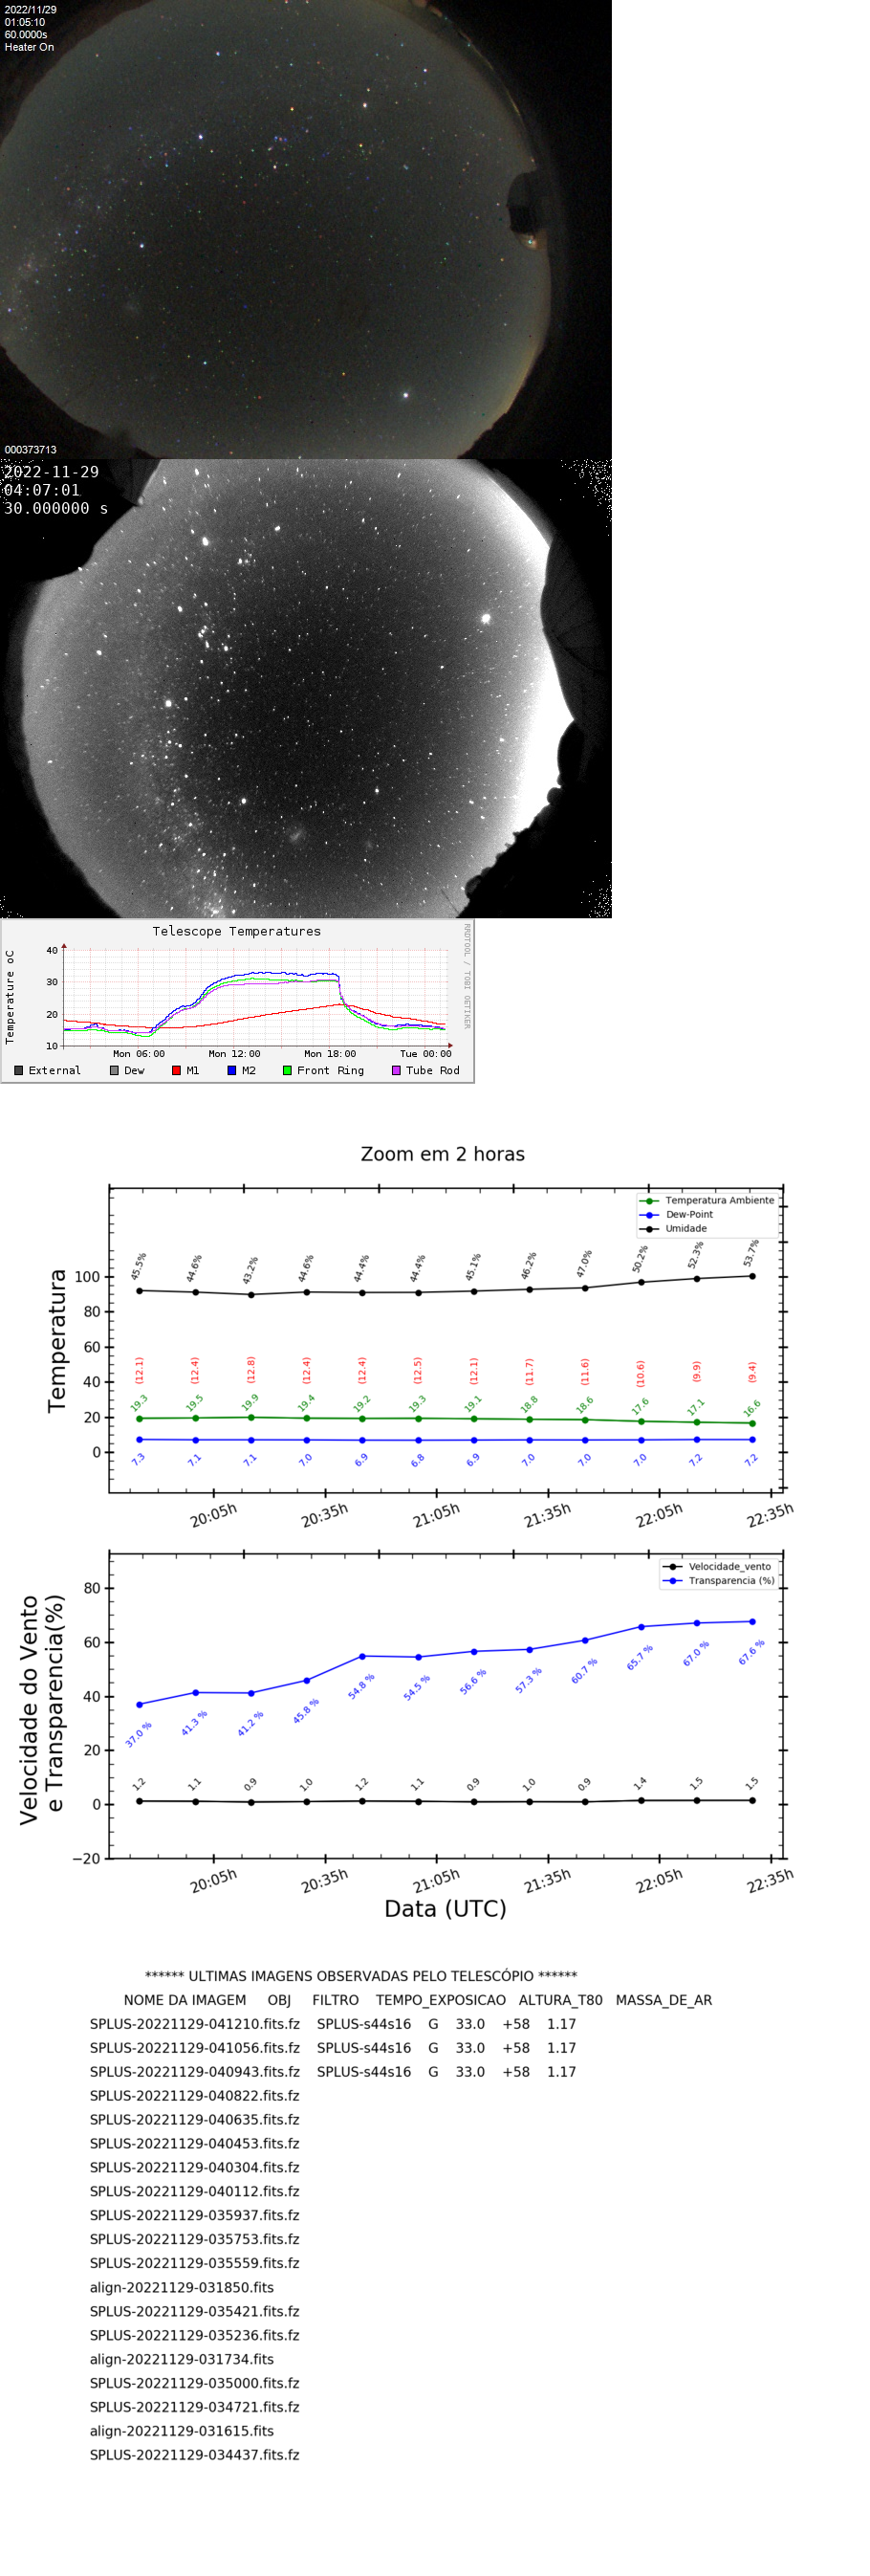 2022/11/29
01:05:10
60.0000s
Heater On
000373713
2022-11-29
04:07:01
30.000000 s
Telescope Temperatures
RRDTOOL / TOBI OETIKER
Temperature oC
40
30
20
10
Mon 06:00 Mon 12:00 Mon 18:00 Tue 00:00
External Dew M1 M2 Front Ring Tube Rod
Zoom em 2 horas
Temperatura Ambiente
Dew-Point
Umidade
Temperatura
100
80
60
40
20
0
45.5% 44.6% 43.2% 44.6% 44.4% 44.4% 45.1% 46.2% 47.0% 50.2% 52.3% 53.7%
(12.1) (12.4) (12.8) (12.4) (12.4) (12.5) (12.1) (11.7) (11.6) (10.6) (9.9) (9.4)
19.3 19.5 19.9 19.4 19.2 19.3 19.1 18.8 18.6 17.6 17.1 16.6
7.3 7.1 7.1 7.0 6.9 6.8 6.9 7.0 7.0 7.0 7.2 7.2
20:05h 20:35h 21:05h 21:35h 22:05h 22:35h
Velocidade_vento
Transparencia (%)
Velocidade do Vento
e Transparencia(%)
80
60
40
20
0
−20
37.0 % 41.3 % 41.2 % 45.8 % 54.8 % 54.5 % 56.6 % 57.3 % 60.7 % 65.7 % 67.0 % 67.6 %
1.2 1.1 0.9 1.0 1.2 1.1 0.9 1.0 0.9 1.4 1.5 1.5
20:05h 20:35h 21:05h 21:35h 22:05h 22:35h
Data (UTC)
****** ULTIMAS IMAGENS OBSERVADAS PELO TELESCÓPIO ******
NOME DA IMAGEM OBJ FILTRO TEMPO_EXPOSICAO ALTURA_T80 MASSA_DE_AR
SPLUS-20221129-041210.fits.fz SPLUS-s44s16 G 33.0 +58 1.17
SPLUS-20221129-041056.fits.fz SPLUS-s44s16 G 33.0 +58 1.17
SPLUS-20221129-040943.fits.fz SPLUS-s44s16 G 33.0 +58 1.17
SPLUS-20221129-040822.fits.fz
SPLUS-20221129-040635.fits.fz
SPLUS-20221129-040453.fits.fz
SPLUS-20221129-040304.fits.fz
SPLUS-20221129-040112.fits.fz
SPLUS-20221129-035937.fits.fz
SPLUS-20221129-035753.fits.fz
SPLUS-20221129-035559.fits.fz
align-20221129-031850.fits
SPLUS-20221129-035421.fits.fz
SPLUS-20221129-035236.fits.fz
align-20221129-031734.fits
SPLUS-20221129-035000.fits.fz
SPLUS-20221129-034721.fits.fz
align-20221129-031615.fits
SPLUS-20221129-034437.fits.fz